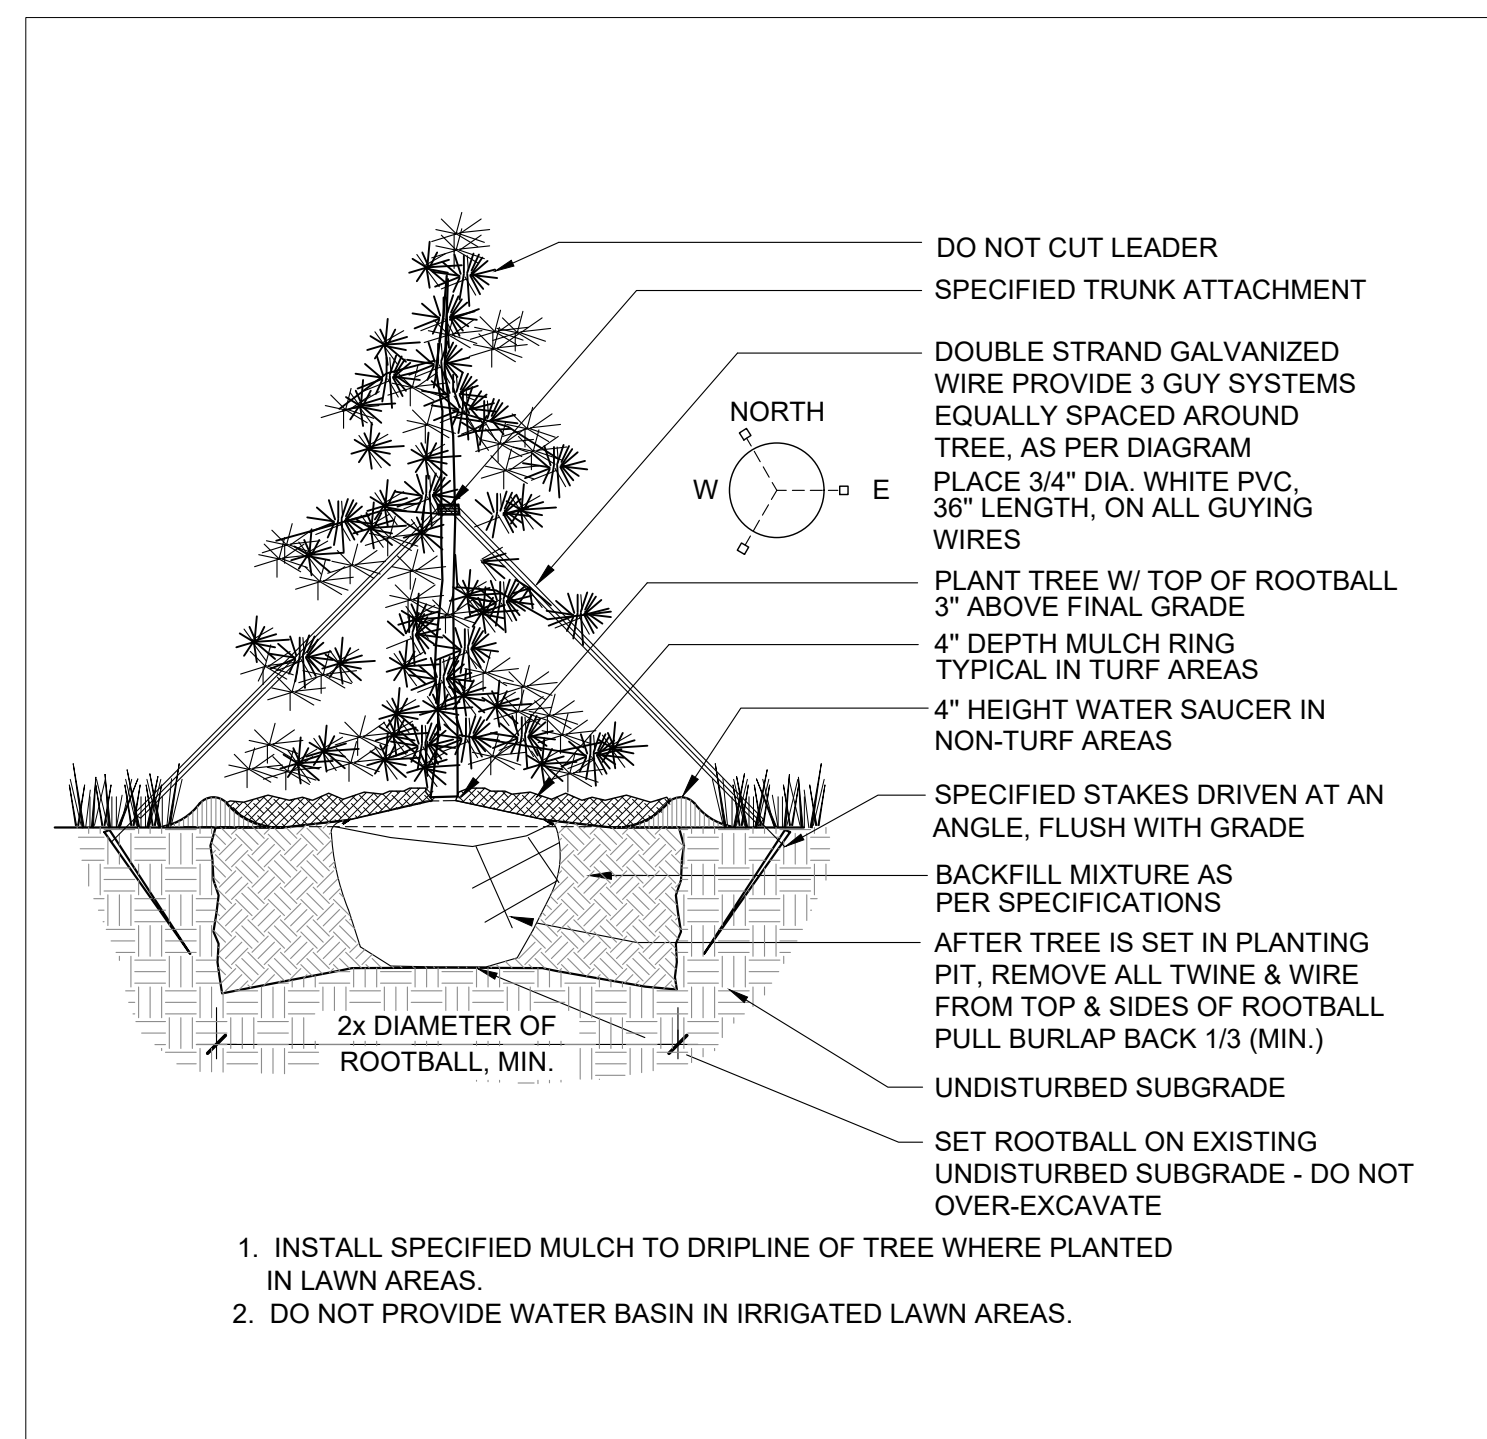 DO NOT CUT LEADER
SPECIFIED TRUNK ATTACHMENT
DOUBLE STRAND GALVANIZED
WIRE PROVIDE 3 GUY SYSTEMS
EQUALLY SPACED AROUND
TREE, AS PER DIAGRAM
PLACE 3/4" DIA. WHITE PVC,
36" LENGTH, ON ALL GUYING
WIRES
NORTH
W
E
PLANT TREE W/ TOP OF ROOTBALL
3" ABOVE FINAL GRADE
4" DEPTH MULCH RING
TYPICAL IN TURF AREAS
4" HEIGHT WATER SAUCER IN
NON-TURF AREAS
SPECIFIED STAKES DRIVEN AT AN
ANGLE, FLUSH WITH GRADE
BACKFILL MIXTURE AS
PER SPECIFICATIONS
AFTER TREE IS SET IN PLANTING
PIT, REMOVE ALL TWINE & WIRE
FROM TOP & SIDES OF ROOTBALL
PULL BURLAP BACK 1/3 (MIN.)
2x DIAMETER OF
ROOTBALL, MIN.
UNDISTURBED SUBGRADE
SET ROOTBALL ON EXISTING
UNDISTURBED SUBGRADE - DO NOT
OVER-EXCAVATE
1. INSTALL SPECIFIED MULCH TO DRIPLINE OF TREE WHERE PLANTED
IN LAWN AREAS.
2. DO NOT PROVIDE WATER BASIN IN IRRIGATED LAWN AREAS.